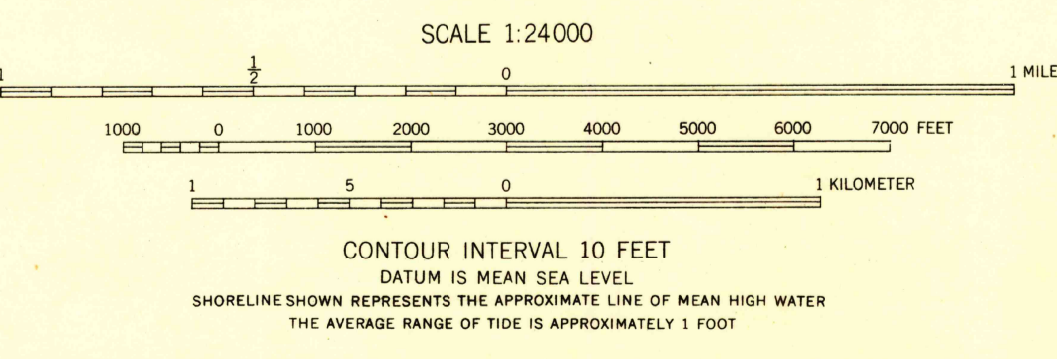 SCALE 1:24000
1 1/2 0 1 MILE
1000 0 1000 2000 3000 4000 5000 6000 7000 FEET
1 5 0 1 KILOMETER
CONTOUR INTERVAL 10 FEET
DATUM IS MEAN SEA LEVEL
SHORELINE SHOWN REPRESENTS THE APPROXIMATE LINE OF MEAN HIGH WATER
THE AVERAGE RANGE OF TIDE IS APPROXIMATELY 1 FOOT